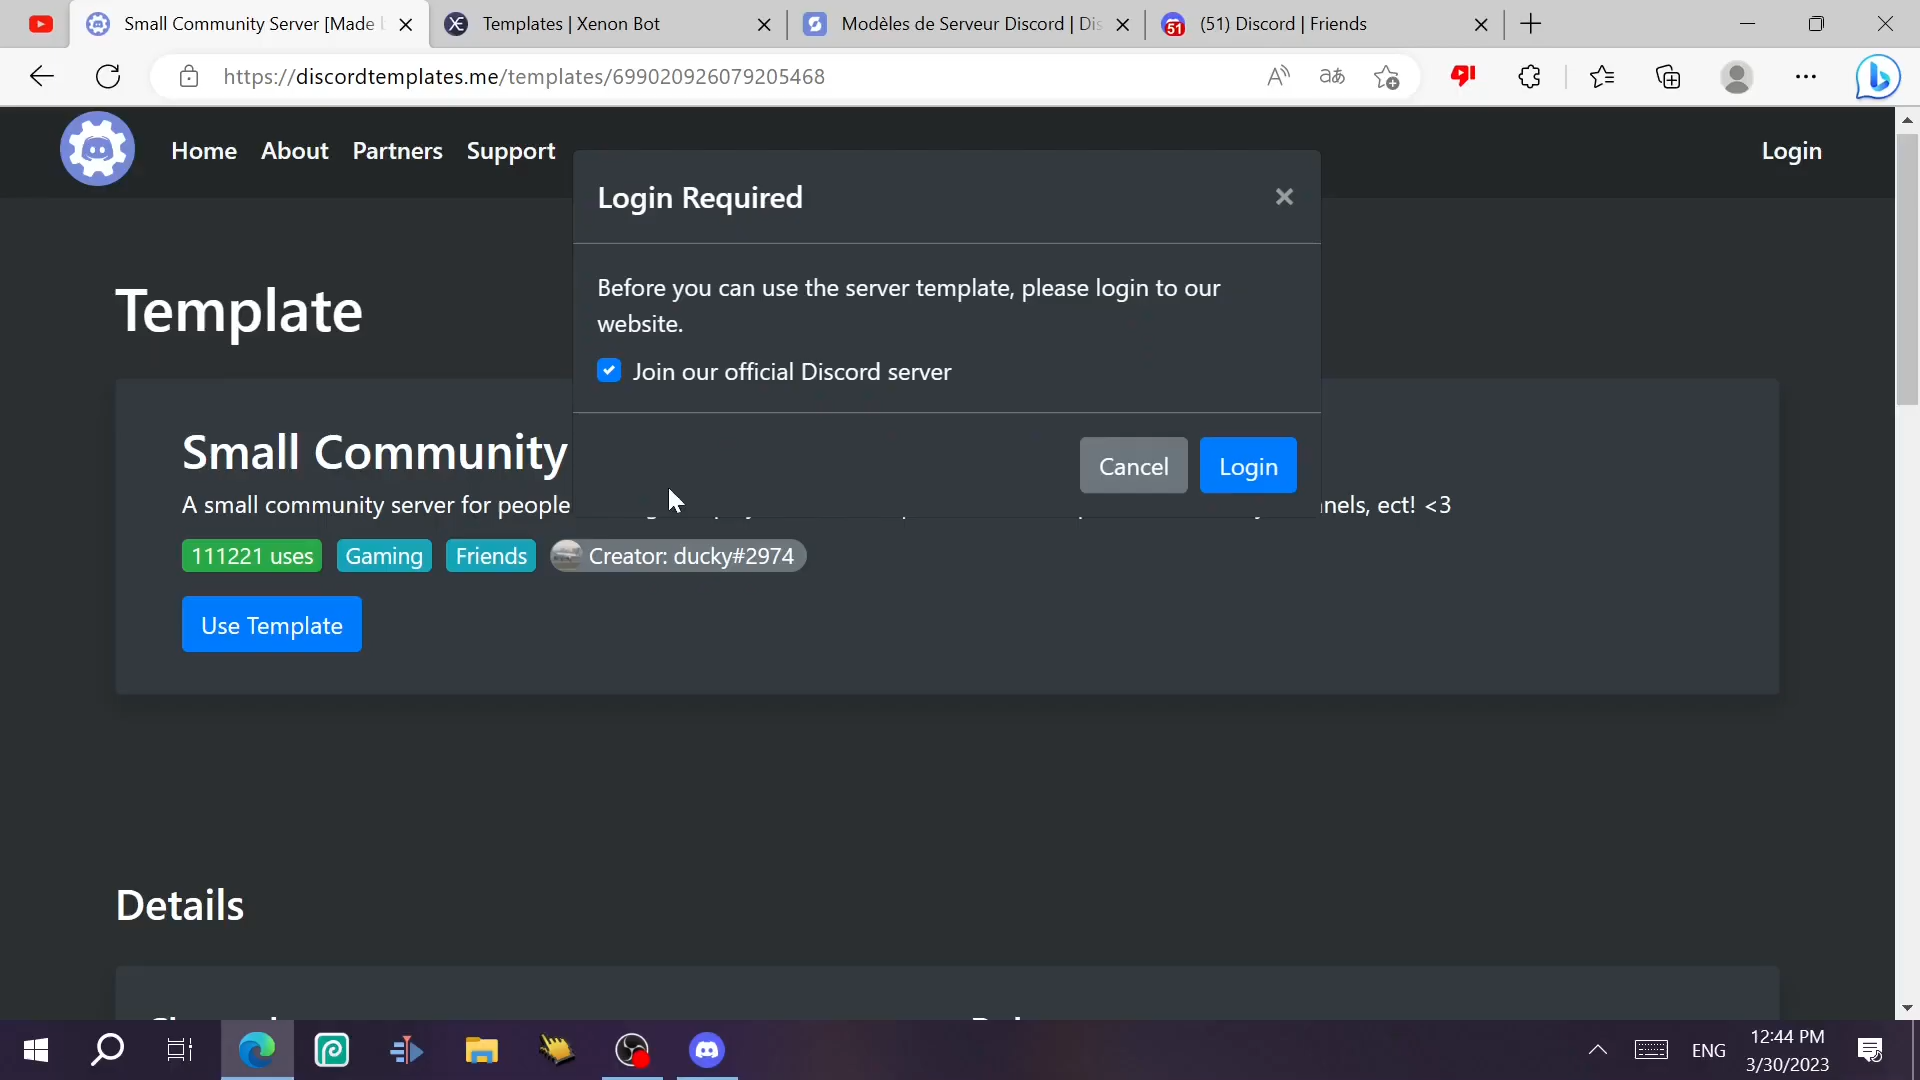 Small Community Server [Made
Templates | Xenon Bot
Modèles de Serveur Discord | Dis
51
(51) Discord | Friends
https://discordtemplates.me/templates/699020926079205468
Home
About
Partners
Support
Login
Login Required
Before you can use the server template, please login to our
website.
Join our official Discord server
Cancel
Login
Template
Small Community
A small community server for people
nnels, ect! <3
111221 uses
Gaming
Friends
Creator: ducky#2974
Use Template
Details
ENG
12:44 PM
3/30/2023